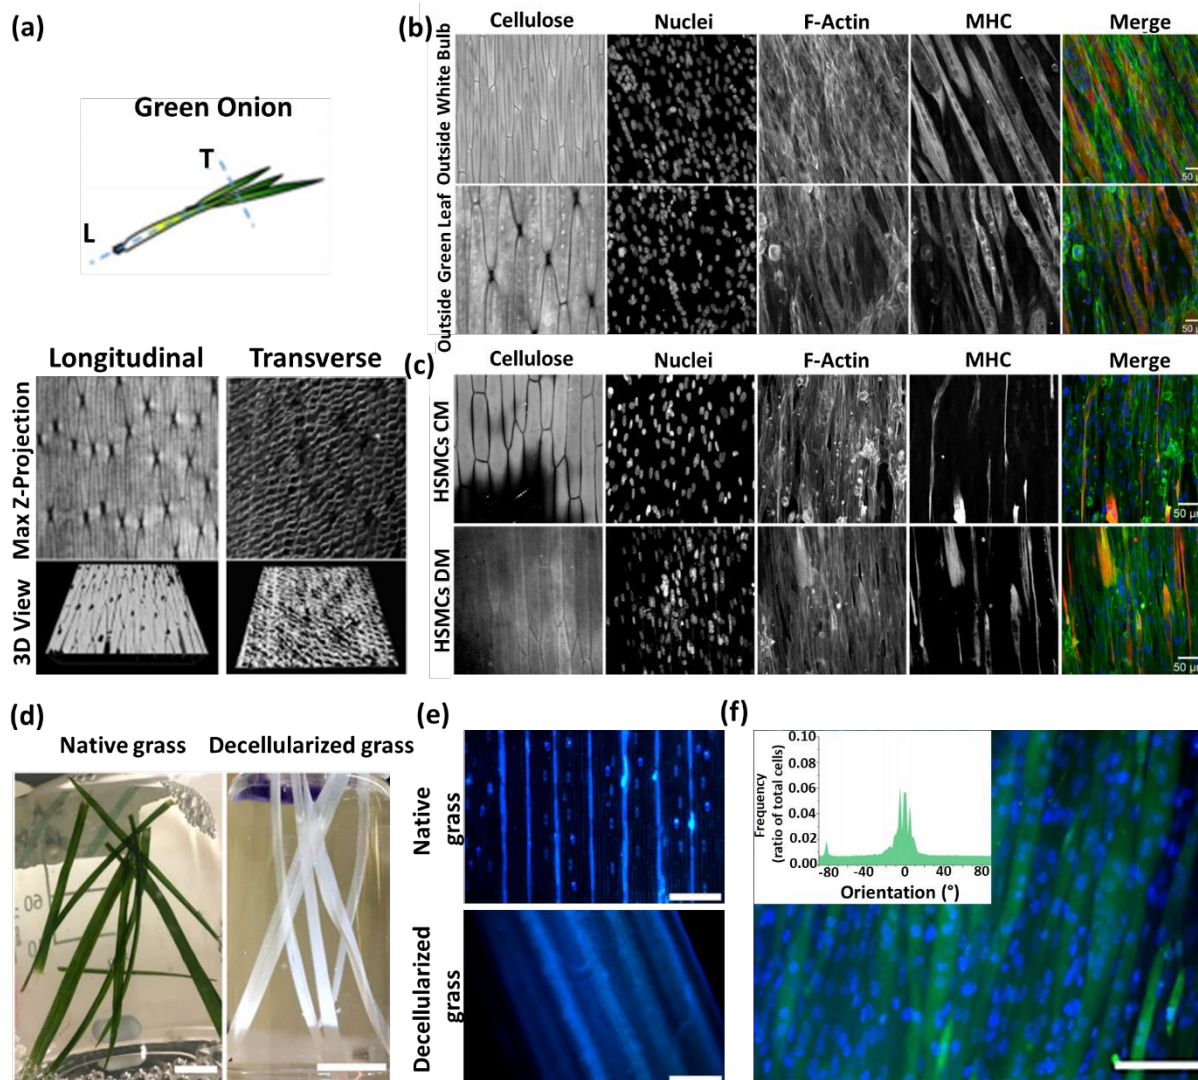 (a)
Green Onion
T
L
Longitudinal Transverse
Max Z-Projection
3D View
(b)
Cellulose Nuclei F-Actin MHC Merge
Outside White Bulb
50 µ
Outside Green Leaf
50 µ
(c)
Cellulose Nuclei F-Actin MHC Merge
HSMCs CM
50 µm
HSMCs DM
50 µm
(d)
Native grass Decellularized grass
60
(e)
Native
grass
Decellularized
grass
(f)
Frequency
(ratio of total cells)
0.10
0.08
0.06
0.04
0.02
0.00
-80 -40 0 40 80
Orientation (°)